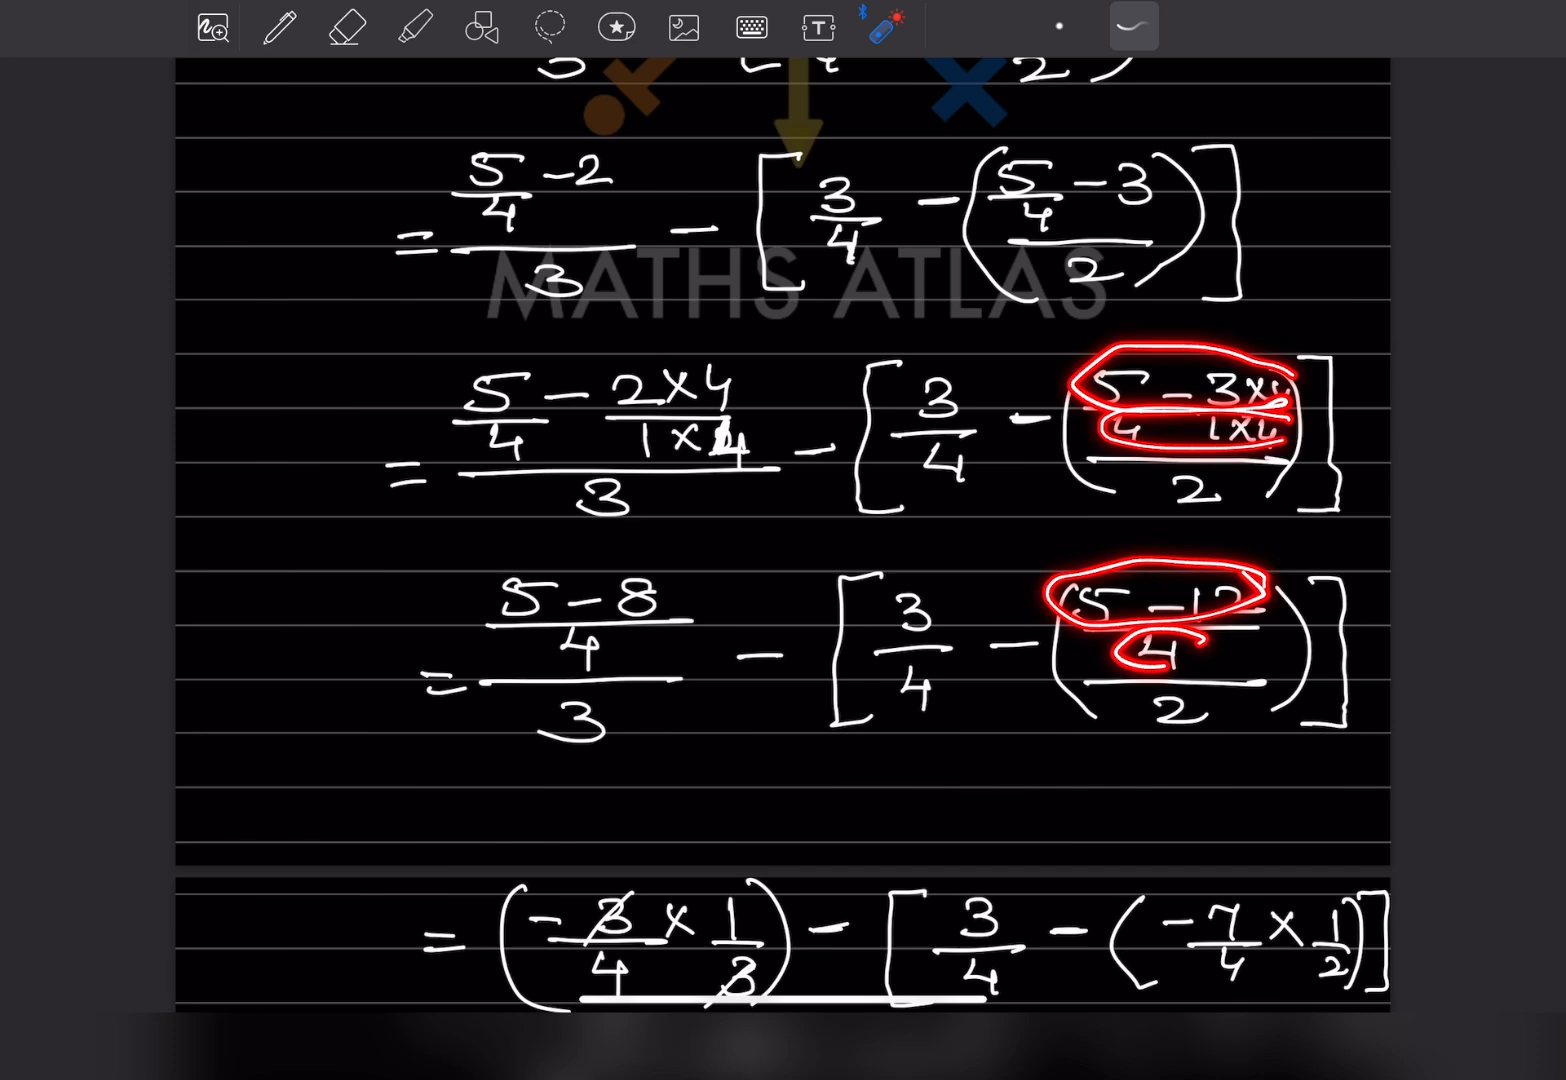 = (5/4 - 2)/3 - [3/4 - ((5/4 - 3)/2)]
MATHS ATLAS
= (5/4 - 2×4/1×4)/3 - [3/4 - ((5/4 - 3×4/1×4)/2)]
= ((5-8)/4)/3 - [3/4 - (((5-12)/4)/2)]
= (-3/4 × 1/3) - [3/4 - (-7/4 × 1/2)]